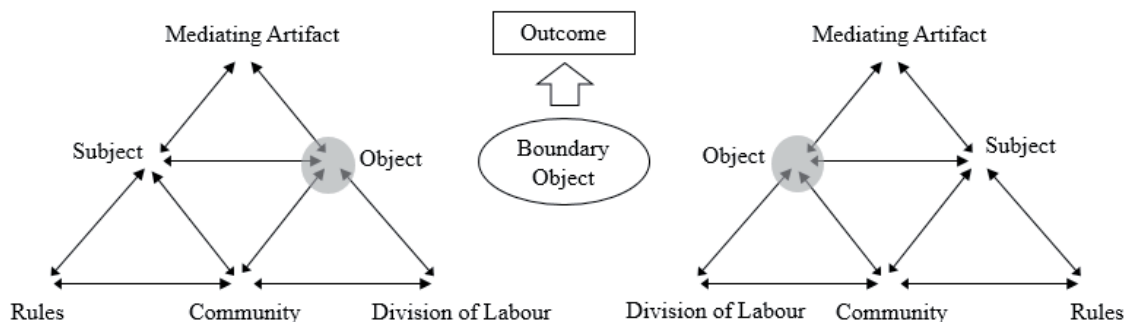 Mediating Artifact
Outcome
Mediating Artifact
Subject
Object
Boundary
Object
Object
Subject
Rules
Community
Division of Labour
Division of Labour
Community
Rules